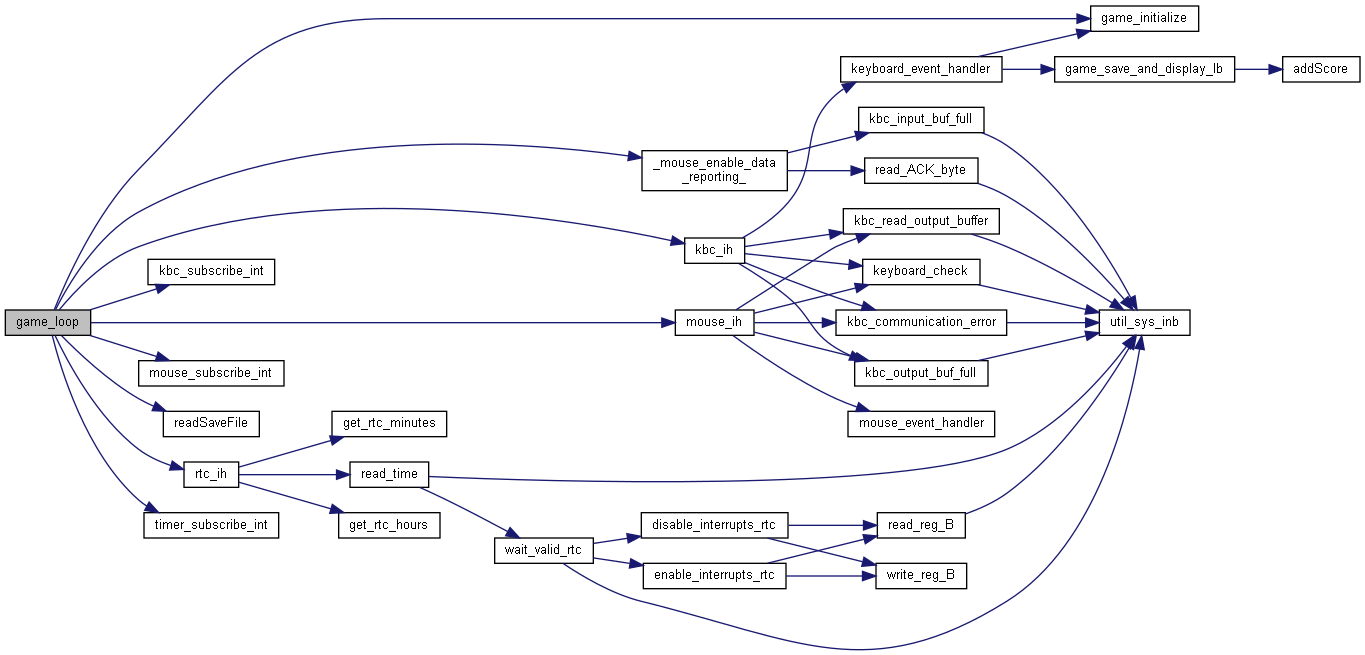 game_initialize
keyboard_event_handler
game_save_and_display_lb
addScore
kbc_input_buf_full
_mouse_enable_data
_reporting_
read_ACK_byte
kbc_read_output_buffer
kbc_ih
kbc_subscribe_int
keyboard_check
game_loop
mouse_ih
kbc_communication_error
util_sys_inb
mouse_subscribe_int
kbc_output_buf_full
readSaveFile
get_rtc_minutes
mouse_event_handler
rtc_ih
read_time
timer_subscribe_int
get_rtc_hours
disable_interrupts_rtc
read_reg_B
wait_valid_rtc
enable_interrupts_rtc
write_reg_B